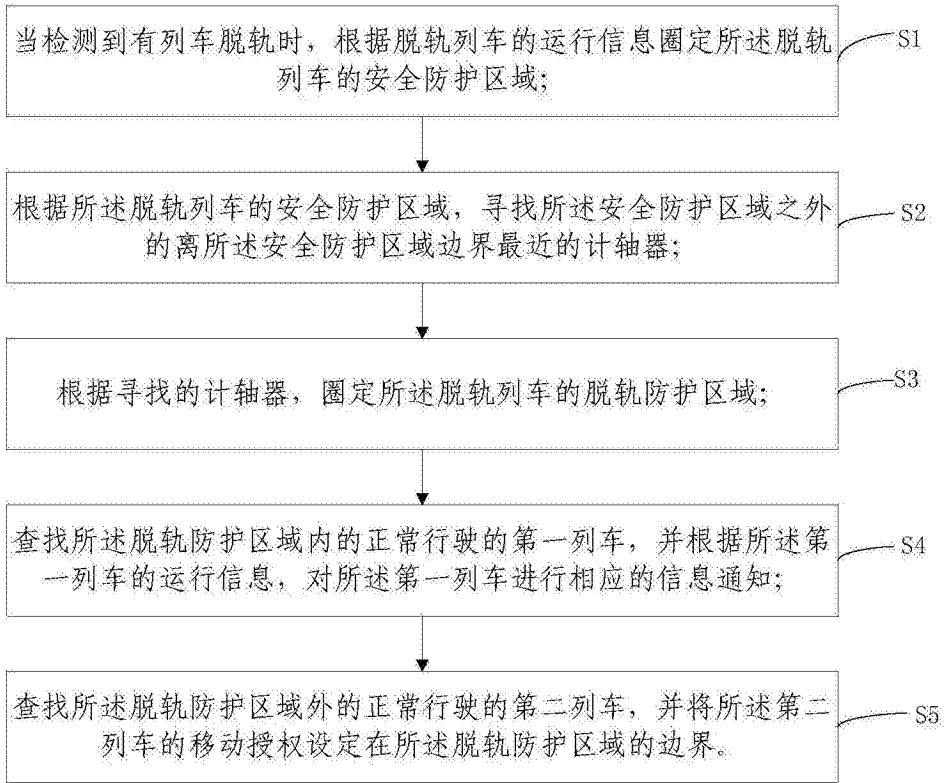 当检测到有列车脱轨时，根据脱轨列车的运行信息圈定所述脱轨
列车的安全防护区域；
S1
根据所述脱轨列车的安全防护区域，寻找所述安全防护区域之外
的离所述安全防护区域边界最近的计轴器；
S2
根据寻找的计轴器，圈定所述脱轨列车的脱轨防护区域；
S3
查找所述脱轨防护区域内的正常行驶的第一列车，并根据所述第
一列车的运行信息，对所述第一列车进行相应的信息通知；
S4
查找所述脱轨防护区域外的正常行驶的第二列车，并将所述第二
列车的移动授权设定在所述脱轨防护区域的边界。
S5